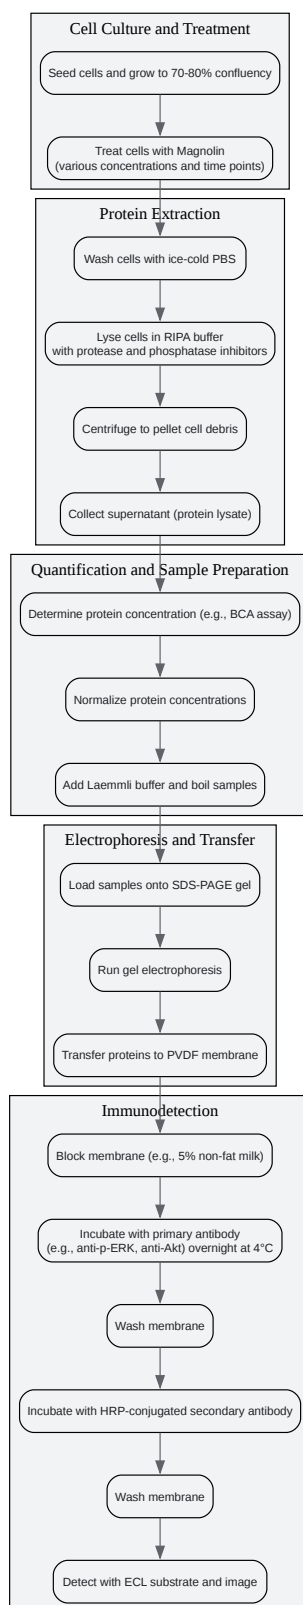 Cell Culture and Treatment
Seed cells and grow to 70-80% confluency
Treat cells with Magnolin
(various concentrations and time points)
Protein Extraction
Wash cells with ice-cold PBS
Lyse cells in RIPA buffer
with protease and phosphatase inhibitors
Centrifuge to pellet cell debris
Collect supernatant (protein lysate)
Quantification and Sample Preparation
Determine protein concentration (e.g., BCA assay)
Normalize protein concentrations
Add Laemmli buffer and boil samples
Electrophoresis and Transfer
Load samples onto SDS-PAGE gel
Run gel electrophoresis
Transfer proteins to PVDF membrane
Immunodetection
Block membrane (e.g., 5% non-fat milk)
Incubate with primary antibody
(e.g., anti-p-ERK, anti-Akt) overnight at 4°C
Wash membrane
Incubate with HRP-conjugated secondary antibody
Wash membrane
Detect with ECL substrate and image